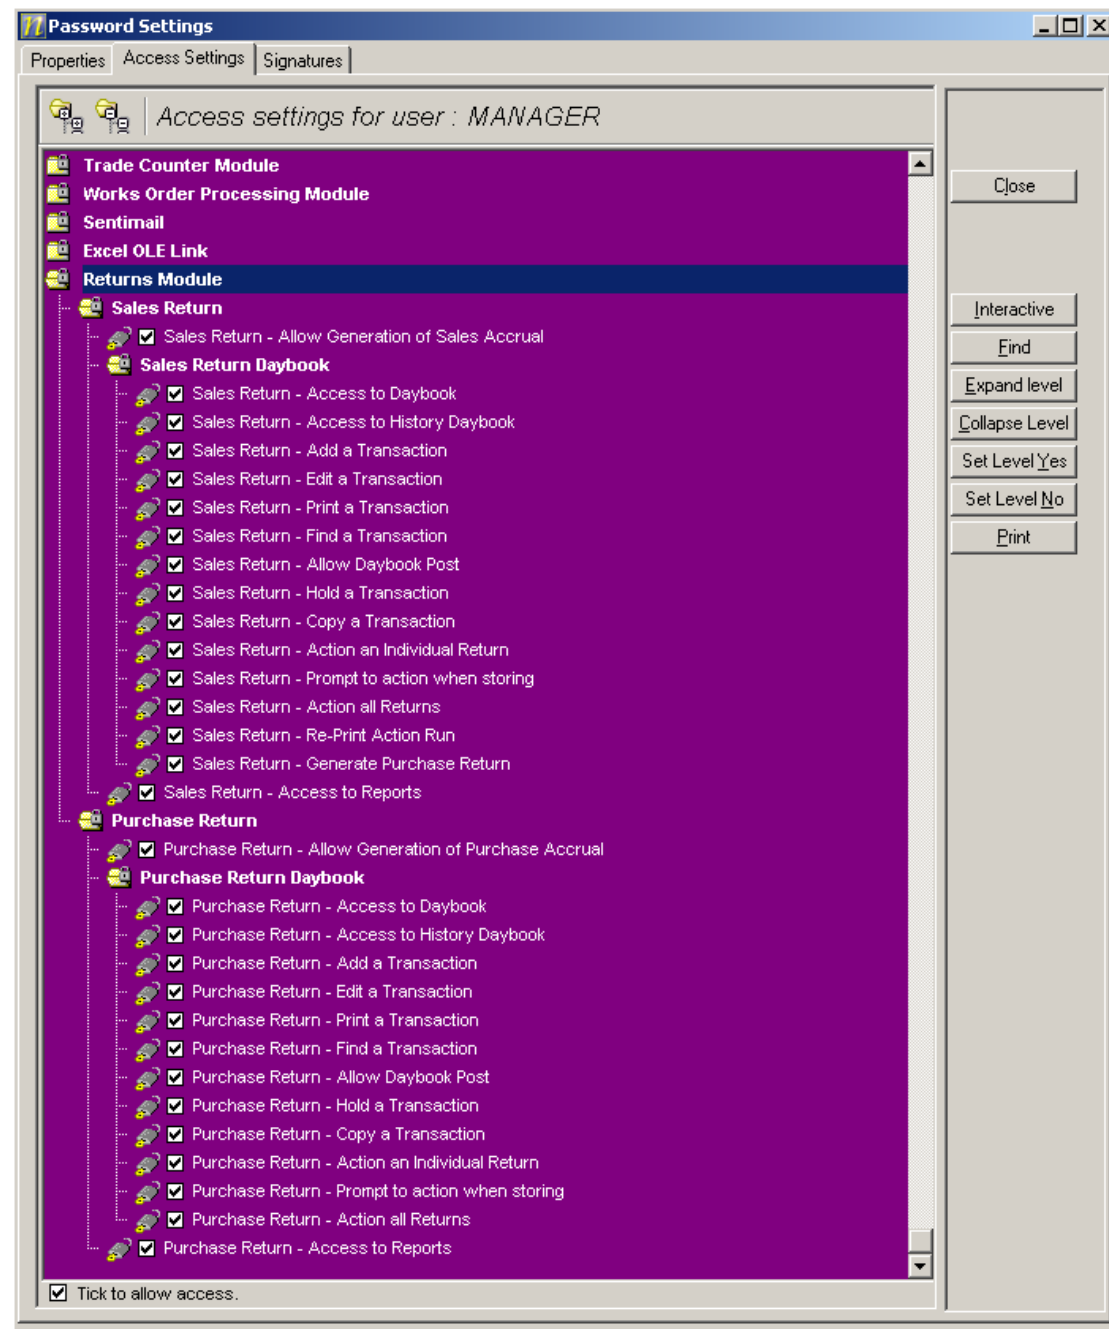 Password Settings
Properties Access Settings Signatures
Access settings for user : MANAGER
Trade Counter Module
Works Order Processing Module
Sentimail
Excel OLE Link
Returns Module
Sales Return
Sales Return - Allow Generation of Sales Accrual
Sales Return Daybook
Sales Return - Access to Daybook
Sales Return - Access to History Daybook
Sales Return - Add a Transaction
Sales Return - Edit a Transaction
Sales Return - Print a Transaction
Sales Return - Find a Transaction
Sales Return - Allow Daybook Post
Sales Return - Hold a Transaction
Sales Return - Copy a Transaction
Sales Return - Action an Individual Return
Sales Return - Prompt to action when storing
Sales Return - Action all Returns
Sales Return - Re-Print Action Run
Sales Return - Generate Purchase Return
Sales Return - Access to Reports
Purchase Return
Purchase Return - Allow Generation of Purchase Accrual
Purchase Return Daybook
Purchase Return - Access to Daybook
Purchase Return - Access to History Daybook
Purchase Return - Add a Transaction
Purchase Return - Edit a Transaction
Purchase Return - Print a Transaction
Purchase Return - Find a Transaction
Purchase Return - Allow Daybook Post
Purchase Return - Hold a Transaction
Purchase Return - Copy a Transaction
Purchase Return - Action an Individual Return
Purchase Return - Prompt to action when storing
Purchase Return - Action all Returns
Purchase Return - Access to Reports
Tick to allow access.
Close
Interactive
Find
Expand level
Collapse Level
Set Level Yes
Set Level No
Print